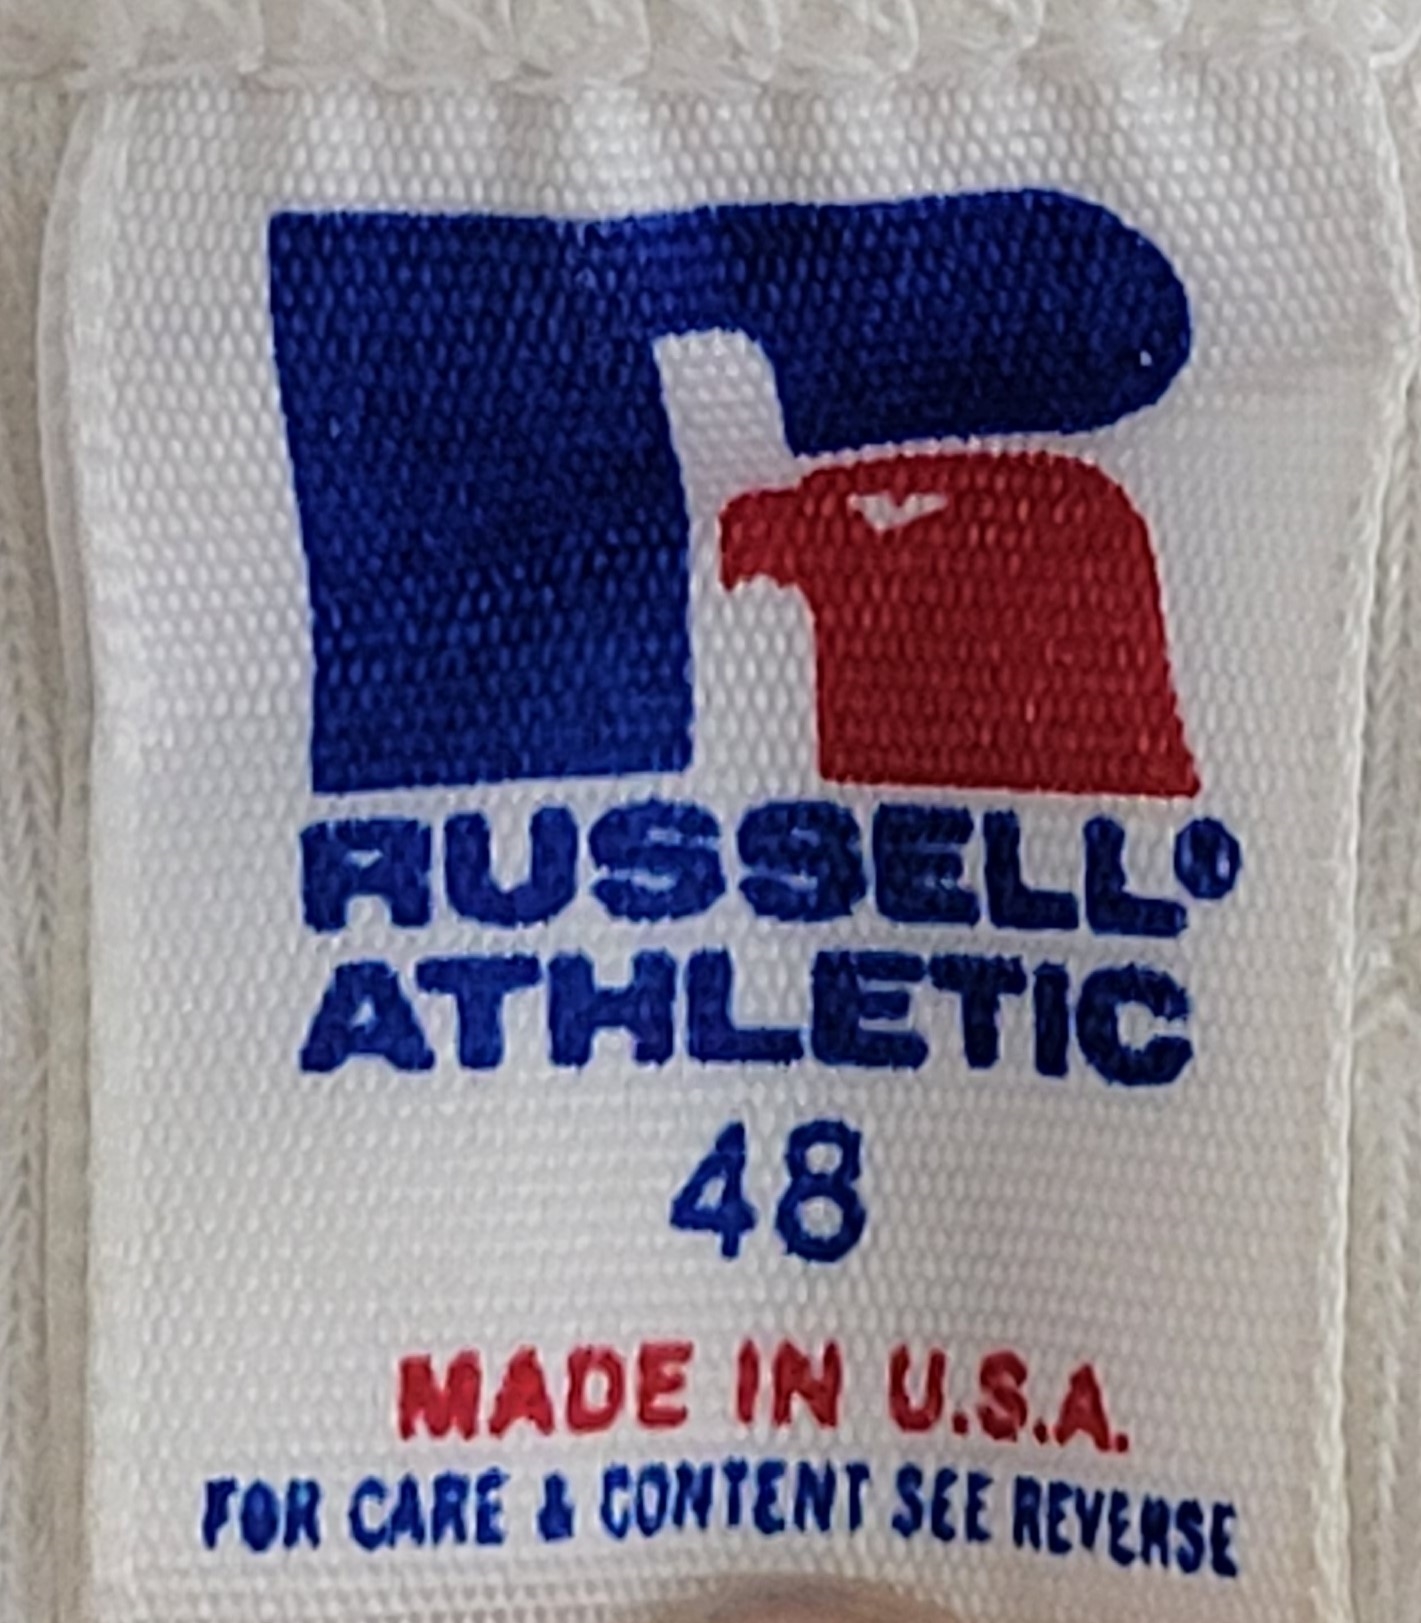 RUSSELL®
ATHLETIC
48
MADE IN U.S.A.
FOR CARE & CONTENT SEE REVERSE